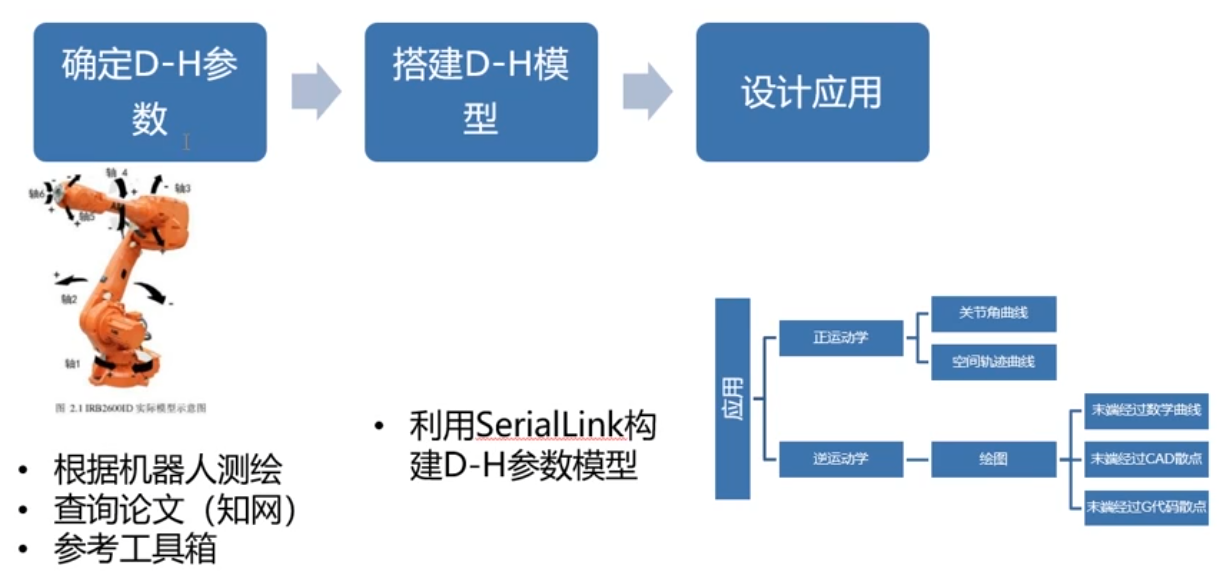 确定D-H参
数
搭建D-H模
型
设计应用
轴 4
轴3
轴6
轴5
轴2
轴1
图 2.1 IRB2600ID 实际模型示意图
• 根据机器人测绘
• 查询论文（知网）
• 参考工具箱
• 利用SerialLink构
建D-H参数模型
应用
正运动学
关节角曲线
空间轨迹曲线
逆运动学
绘图
末端经过数学曲线
末端经过CAD散点
末端经过G代码散点